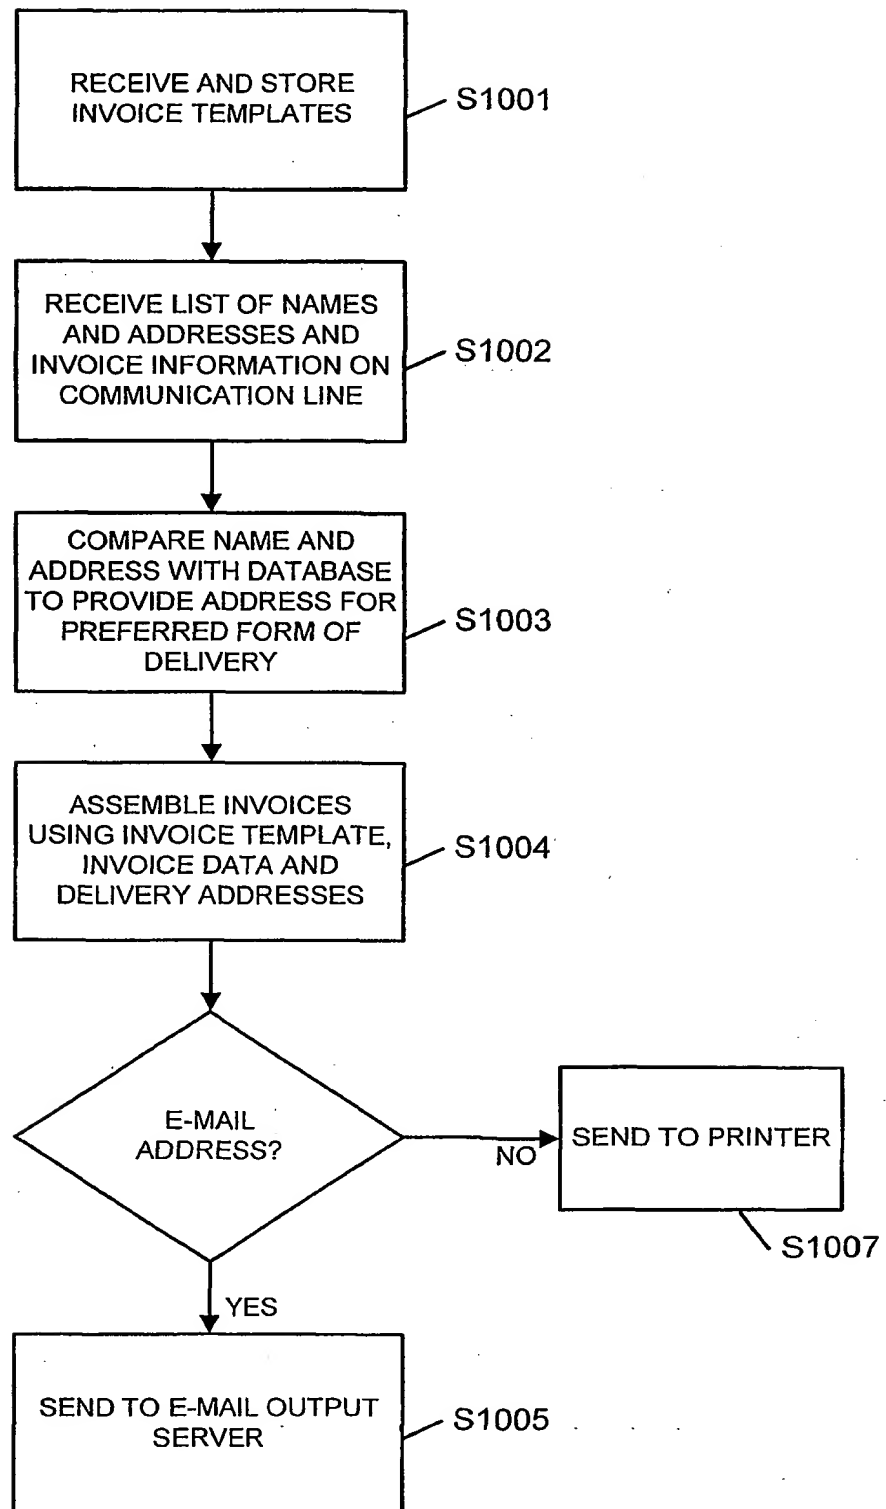 RECEIVE AND STORE
INVOICE TEMPLATES
S1001
RECEIVE LIST OF NAMES
AND ADDRESSES AND
INVOICE INFORMATION ON
COMMUNICATION LINE
S1002
COMPARE NAME AND
ADDRESS WITH DATABASE
TO PROVIDE ADDRESS FOR
PREFERRED FORM OF
DELIVERY
S1003
ASSEMBLE INVOICES
USING INVOICE TEMPLATE,
INVOICE DATA AND
DELIVERY ADDRESSES
S1004
E-MAIL
ADDRESS?
NO
SEND TO PRINTER
S1007
YES
SEND TO E-MAIL OUTPUT
SERVER
S1005